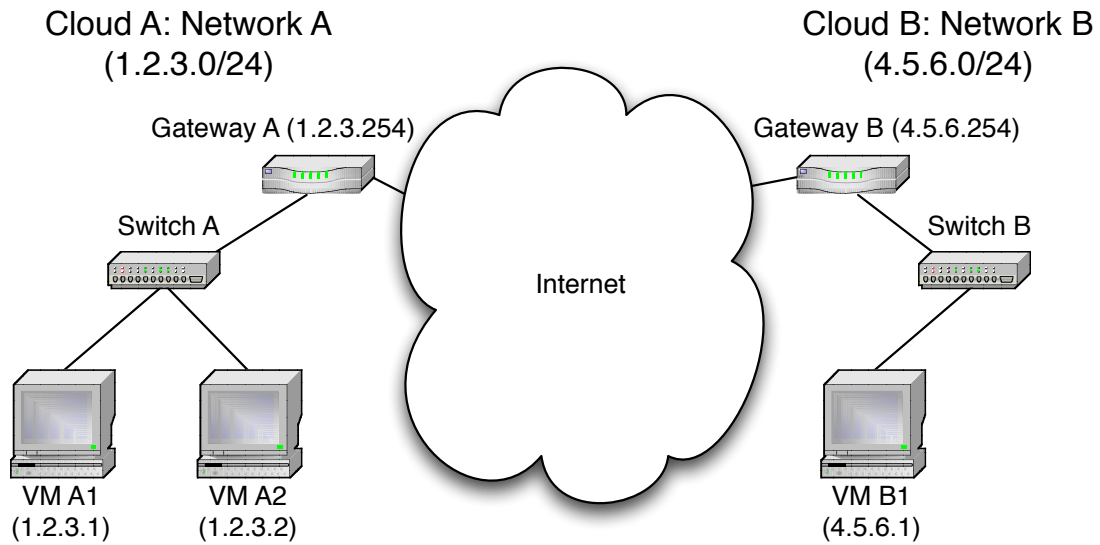 Cloud A: Network A
(1.2.3.0/24)
Cloud B: Network B
(4.5.6.0/24)
Gateway A (1.2.3.254)
Gateway B (4.5.6.254)
Switch A
Switch B
Internet
VM A1
(1.2.3.1)
VM A2
(1.2.3.2)
VM B1
(4.5.6.1)